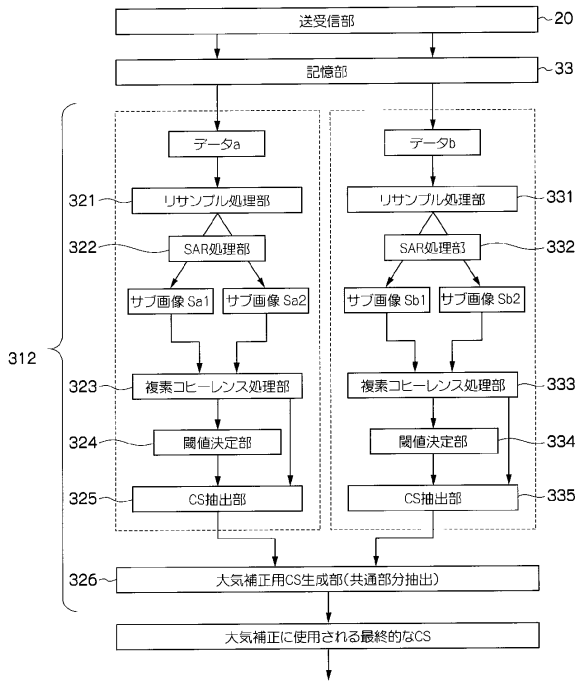 送受信部 20
記憶部 33
312
データa
データb
321 リサンプル処理部
リサンプル処理部 331
322 SAR処理部
SAR処理部 332
サブ画像 Sa1 サブ画像 Sa2
サブ画像 Sb1 サブ画像 Sb2
323 複素コヒーレンス処理部
複素コヒーレンス処理部 333
324 閾値決定部
閾値決定部 334
325 CS抽出部
CS抽出部 335
326 大気補正用CS生成部(共通部分抽出)
大気補正に使用される最終的なCS